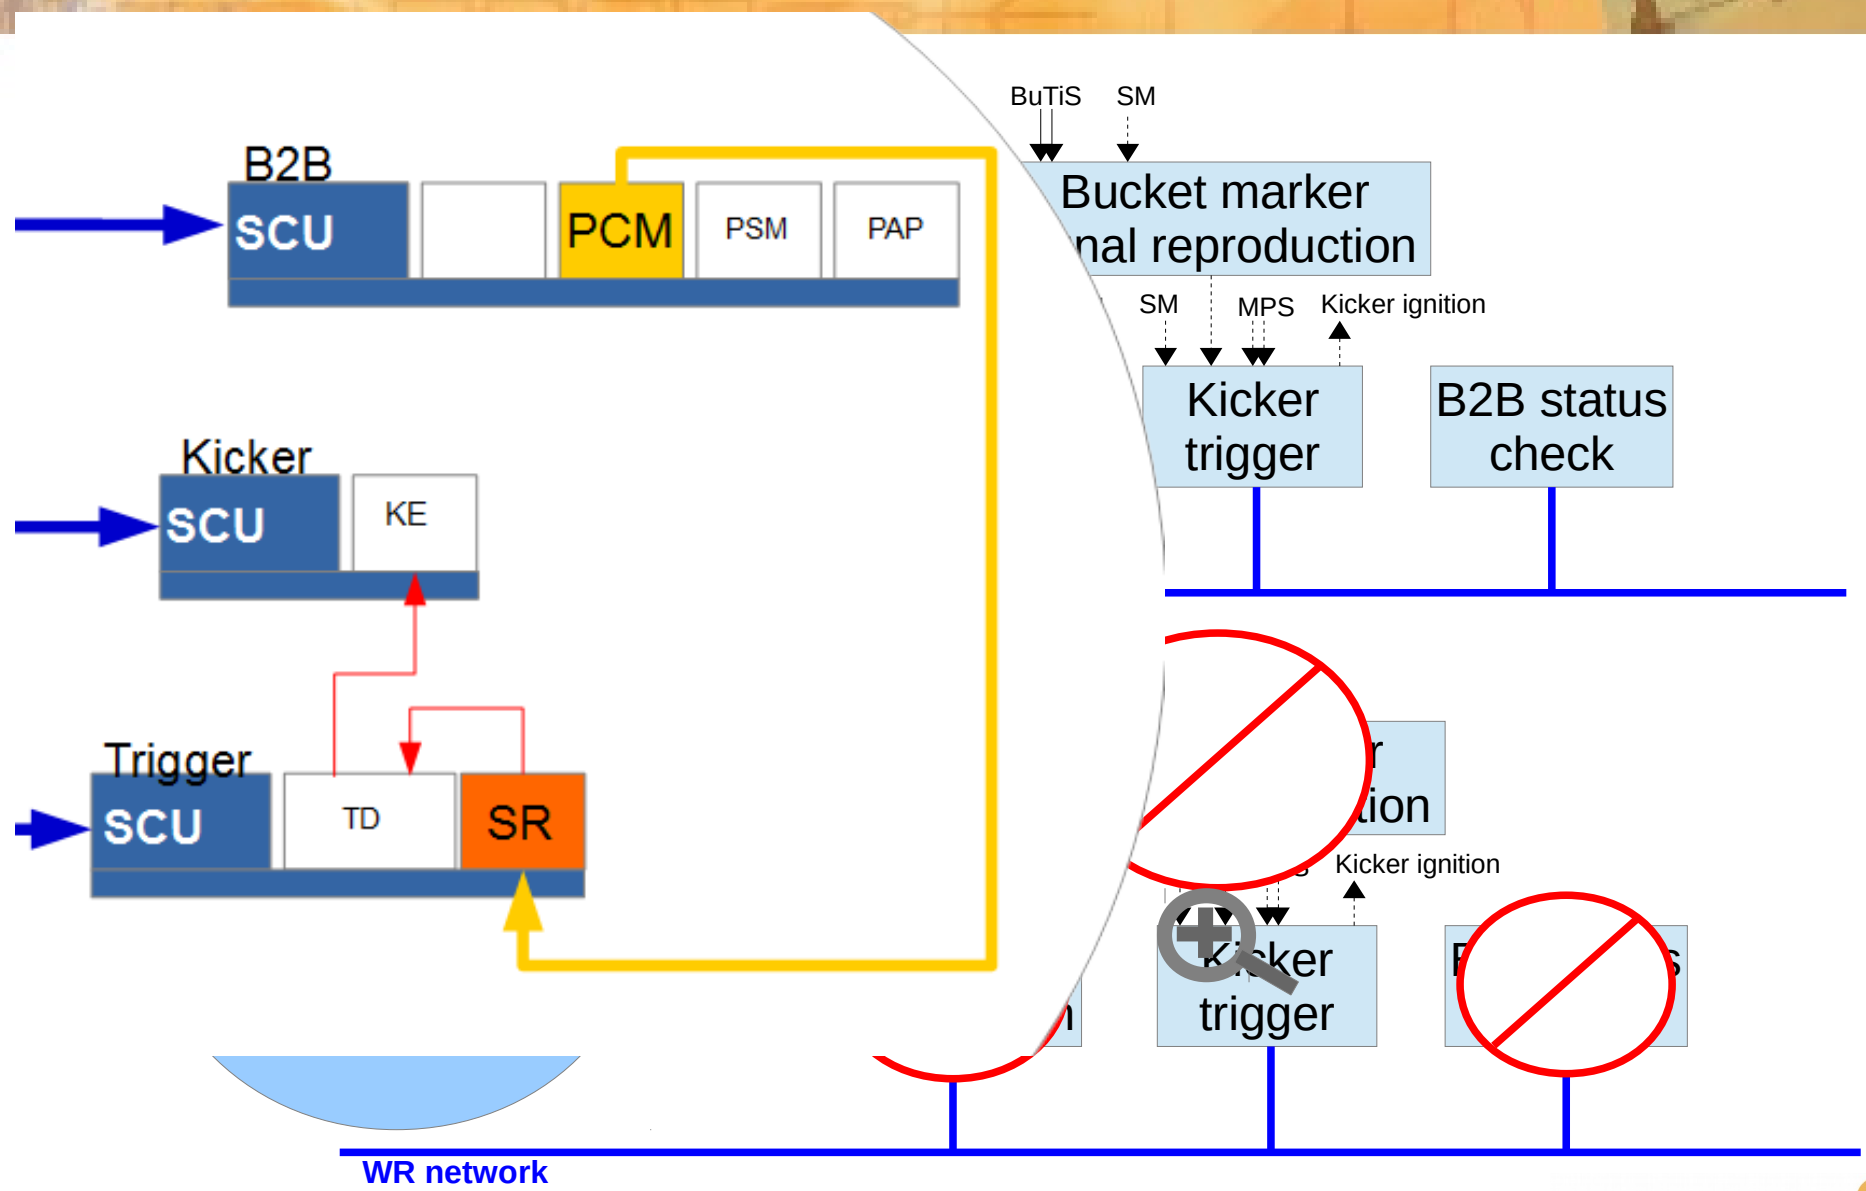 B2B
SCU
PCM
PSM
PAP
Kicker
SCU
KE
Trigger
SCU
TD
SR
BuTiS
SM
Bucket marker
nal reproduction
SM
MPS
Kicker ignition
Kicker
trigger
B2B status
check
r
tion
Kicker ignition
Kicker
trigger
s
n
WR network